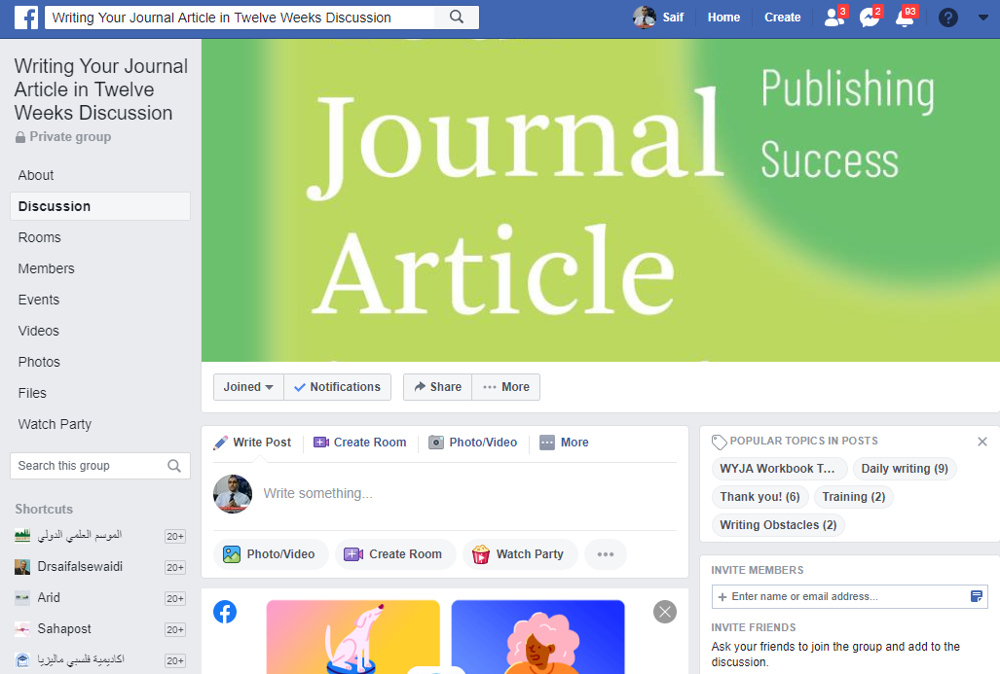 Writing Your Journal Article in Twelve Weeks Discussion
Saif
Home
Create
3
2
93
Writing Your Journal
Article in Twelve
Weeks Discussion
Private group
About
Discussion
Rooms
Members
Events
Videos
Photos
Files
Watch Party
Search this group
Shortcuts
الموسم العلمي الدولي 20+
Drsaifalsewaidi 20+
Arid 20+
Sahapost 20+
اكاديمية فلسبي ماليزيا 20+
Journal
Article
Publishing
Success
Joined
Notifications
Share
More
Write Post
Create Room
Photo/Video
More
Write something...
Photo/Video
Create Room
Watch Party
POPULAR TOPICS IN POSTS
WYJA Workbook T...
Daily writing (9)
Thank you! (6)
Training (2)
Writing Obstacles (2)
INVITE MEMBERS
+ Enter name or email address...
INVITE FRIENDS
Ask your friends to join the group and add to the
discussion.